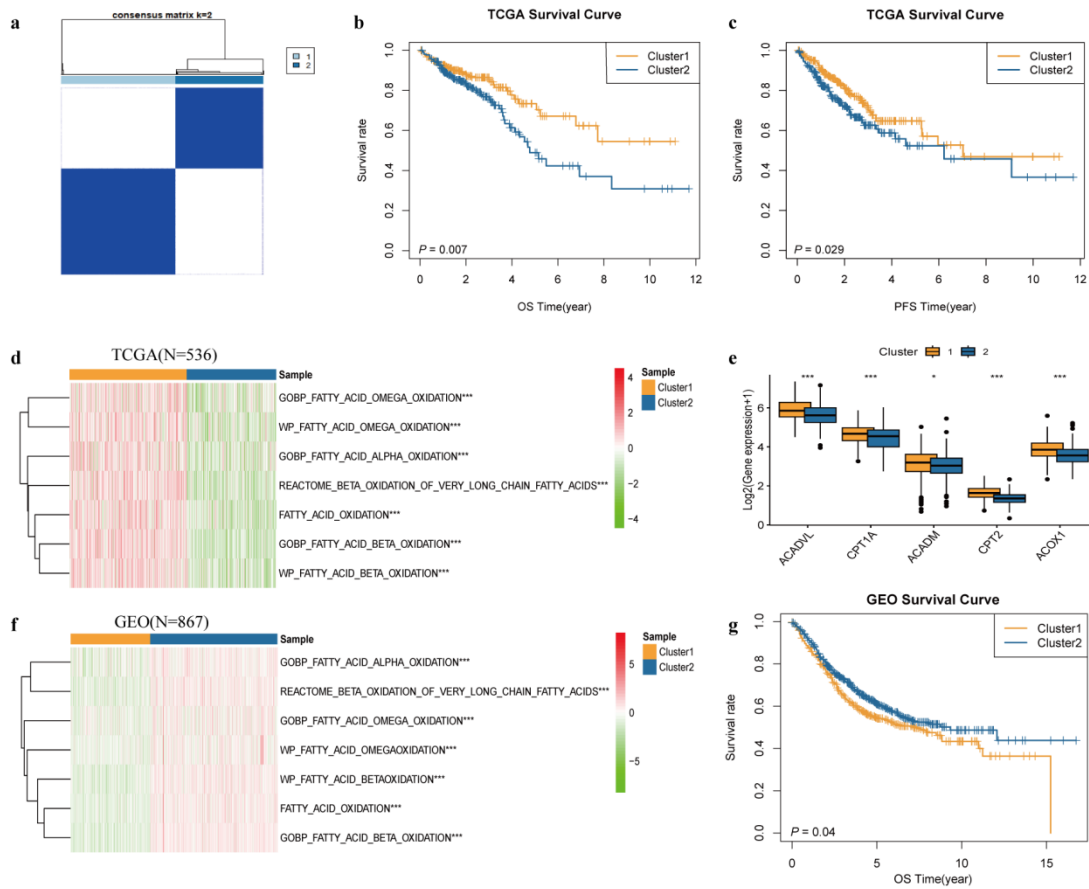 a
consensus matrix k=2
1
2
b
TCGA Survival Curve
Cluster1
Cluster2
Survival rate
1.0
0.8
0.6
0.4
0.2
0.0
P = 0.007
0 2 4 6 8 10 11 12
OS Time(year)
c
TCGA Survival Curve
Cluster1
Cluster2
Survival rate
1.0
0.8
0.6
0.4
0.2
0.0
P = 0.029
0 2 4 6 8 10 11 12
PFS Time(year)
d
TCGA(N=536)
Sample
GOBP_FATTY_ACID_OMEGA_OXIDATION***
WP_FATTY_ACID_OMEGA_OXIDATION***
GOBP_FATTY_ACID_ALPHA_OXIDATION***
REACTOME_BETA_OXIDATION_OF_VERY_LONG_CHAIN_FATTY_ACIDS***
FATTY_ACID_OXIDATION***
GOBP_FATTY_ACID_BETA_OXIDATION***
WP_FATTY_ACID_BETA_OXIDATION***
4
2
0
−2
−4
Sample
Cluster1
Cluster2
e
Cluster 1 2
*** *** * *** ***
Log2(Gene expression+1)
6
4
2
0
ACADVL
CPT1A
ACADM
CPT2
ACOX1
f
GEO(N=867)
Sample
GOBP_FATTY_ACID_ALPHA_OXIDATION***
REACTOME_BETA_OXIDATION_OF_VERY_LONG_CHAIN_FATTY_ACIDS***
GOBP_FATTY_ACID_OMEGA_OXIDATION***
WP_FATTY_ACID_OMEGAOXIDATION***
WP_FATTY_ACID_BETAOXIDATION***
FATTY_ACID_OXIDATION***
GOBP_FATTY_ACID_BETA_OXIDATION***
5
0
−5
Sample
Cluster1
Cluster2
g
GEO Survival Curve
Cluster1
Cluster2
Survival rate
1.0
0.8
0.6
0.4
0.2
0.0
P = 0.04
0 5 10 15
OS Time(year)